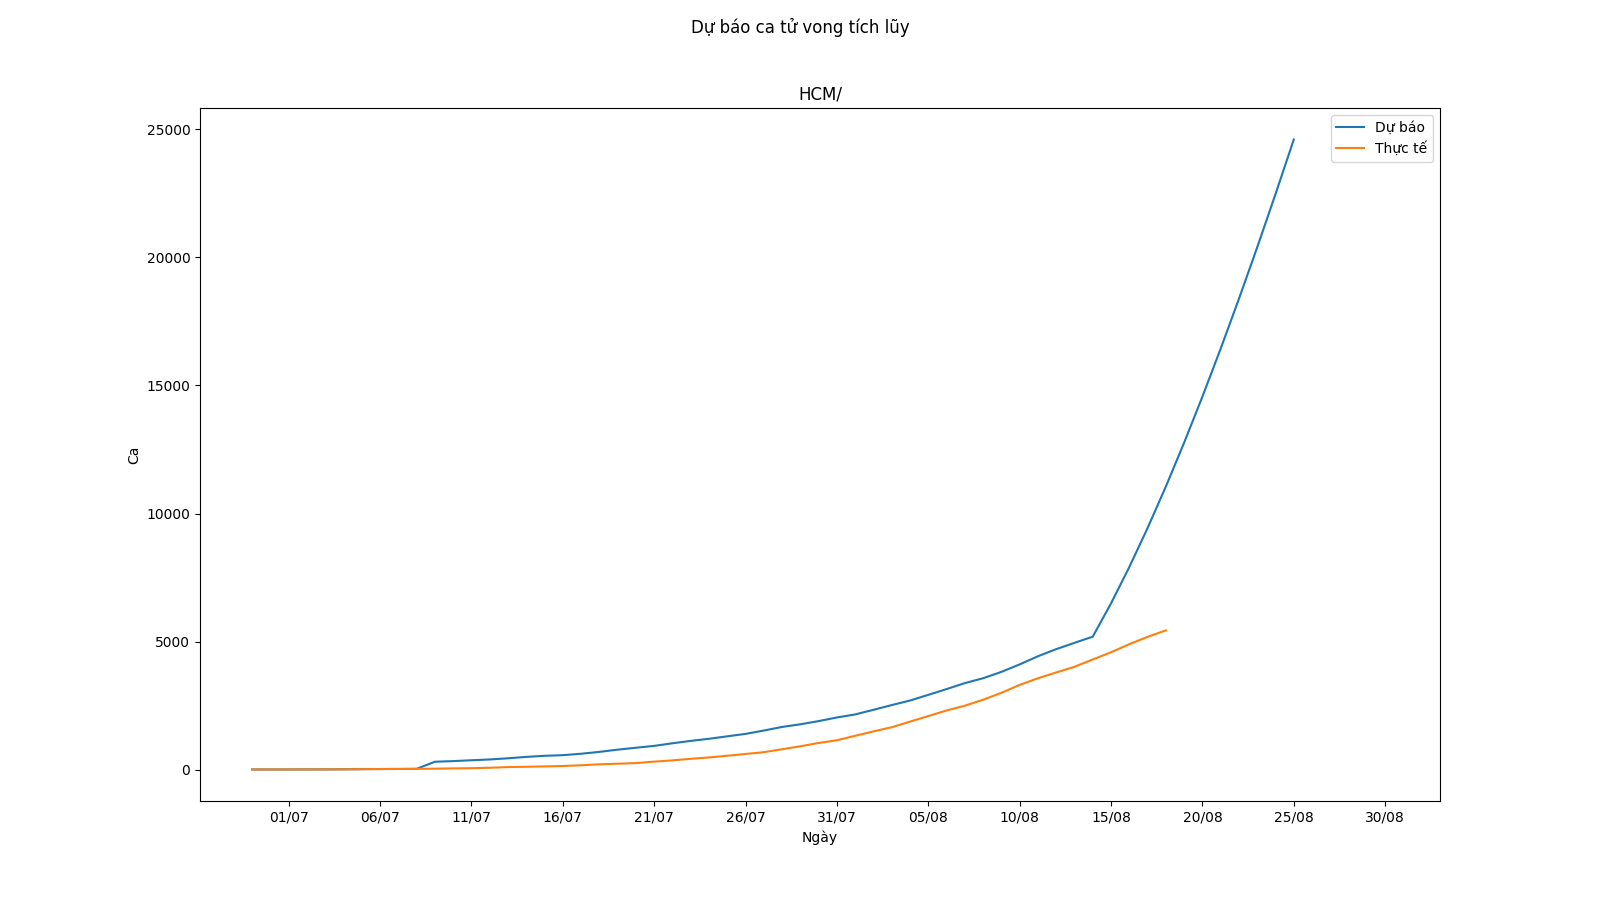 Dự báo ca tử vong tích lũy
HCM/
Dự báo
Thực tế
25000
20000
15000
10000
5000
0
Ca
01/07 06/07 11/07 16/07 21/07 26/07 31/07 05/08 10/08 15/08 20/08 25/08 30/08
Ngày